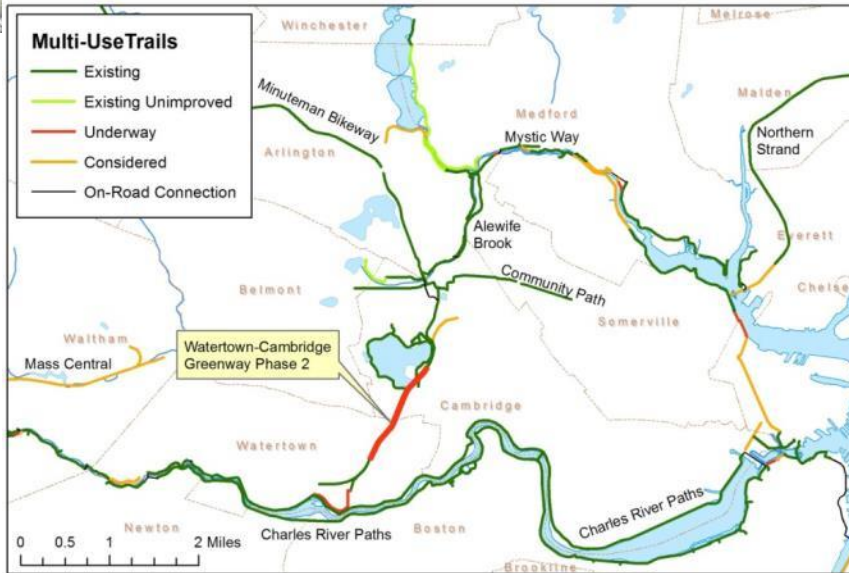 Multi-UseTrails
Existing
Existing Unimproved
Underway
Considered
On-Road Connection
Winchester
Melrose
Malden
Minuteman Bikeway
Medford
Mystic Way
Northern
Strand
Arlington
Alewife
Brook
Everett
Belmont
Community Path
Chelse
Somerville
Waltham
Mass Central
Watertown-Cambridge
Greenway Phase 2
Cambridge
Watertown
Charles River Paths
Newton
Charles River Paths
Boston
Brookline
0 0.5 1 2 Miles